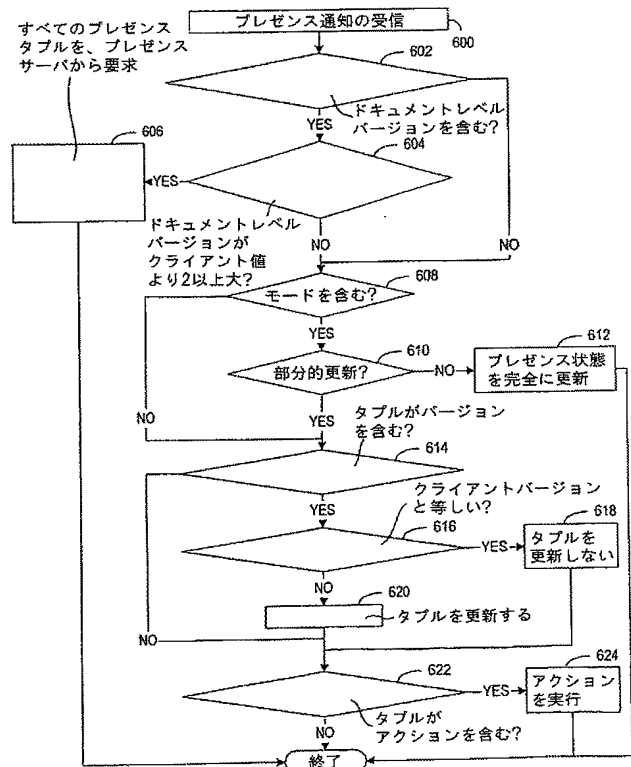 プレゼンス通知の受信
600
すべてのプレゼンス
タプルを、プレゼンス
サーバから要求
602
ドキュメントレベル
バージョンを含む?
YES
604
606
YES
ドキュメントレベル
バージョンが
クライアント値
より2以上大?
NO
NO
608
モードを含む?
YES
610
部分的更新?
NO
612
プレゼンス状態
を完全に更新
NO
YES
タプルがバージョン
を含む?
614
YES
クライアントバージョン
と等しい?
616
YES
618
タプルを
更新しない
NO
620
タプルを更新する
NO
622
YES
624
アクション
を実行
タプルが
アクションを含む?
NO
終了